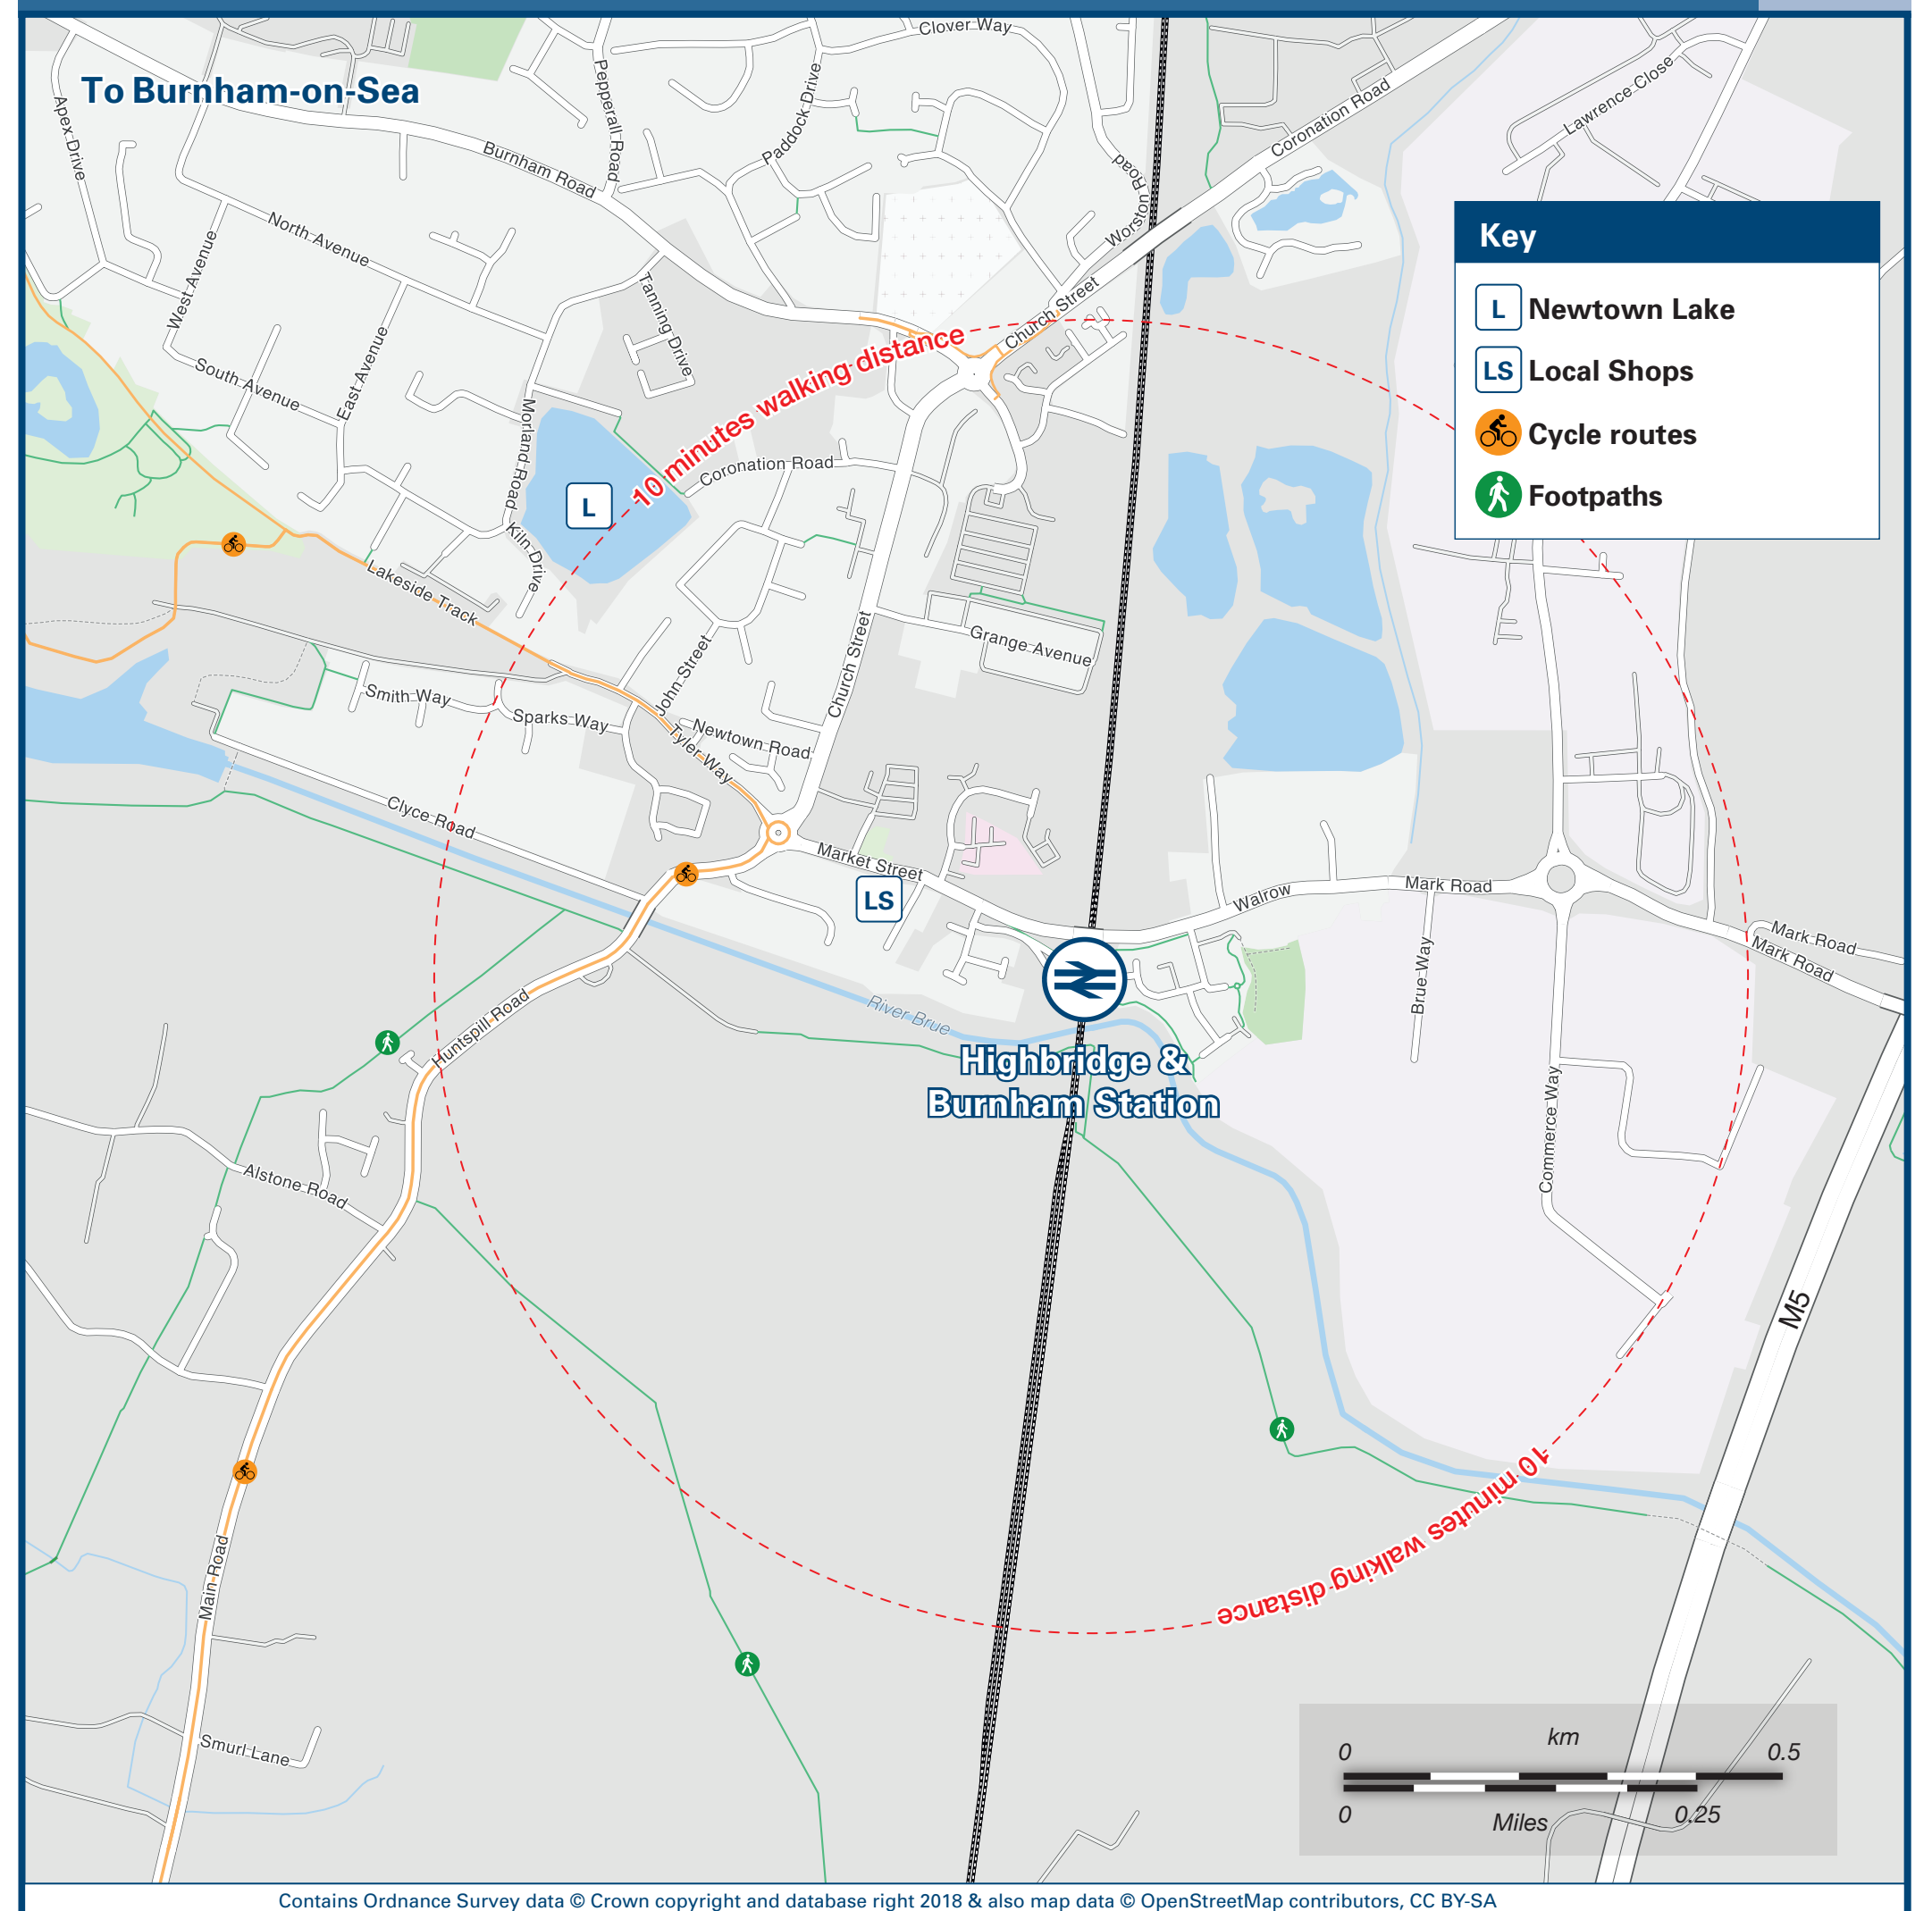 Clover Way
To Burnham-on-Sea
Apex Drive
Pepperall Road
Paddock Drive
Burnham Road
Worston Road
Coronation Road
Lawrence Close
Key
L Newtown Lake
LS Local Shops
Cycle routes
Footpaths
North Avenue
West Avenue
Tanning Drive
Church Street
South Avenue
East Avenue
10 minutes walking distance
Morland Road
Coronation Road
L
Kiln Drive
Lakeside Track
Grange Avenue
John Street
Church Street
Smith Way
Sparks Way
Newtown Road
Tyler Way
Clyce Road
Market Street
LS
Walrow
Mark Road
Mark Road
Mark Road
Brue Way
River Brue
Huntspill Road
Highbridge &
Burnham Station
Commerce Way
Alstone Road
M5
10 minutes walking distance
Main Road
Smurl Lane
km
0 0.5
0 0.25
Miles
Contains Ordnance Survey data © Crown copyright and database right 2018 & also map data © OpenStreetMap contributors, CC BY-SA